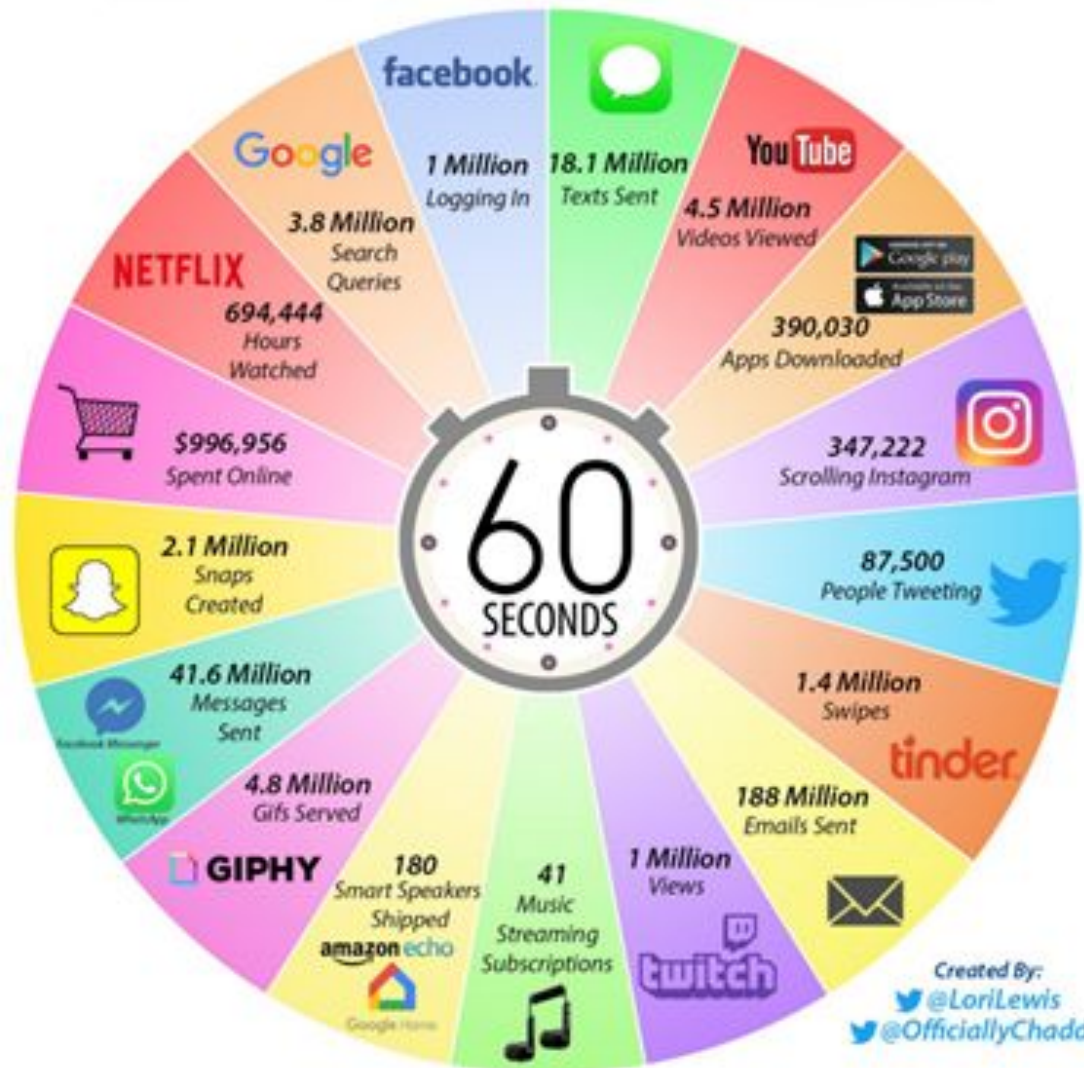 facebook
1 Million
Logging In
18.1 Million
Texts Sent
YouTube
4.5 Million
Videos Viewed
Google play
App Store
390,030
Apps Downloaded
347,222
Scrolling Instagram
87,500
People Tweeting
1.4 Million
Swipes
tinder
188 Million
Emails Sent
1 Million
Views
twitch
41
Music
Streaming
Subscriptions
180
Smart Speakers
Shipped
amazon echo
Google Home
4.8 Million
Gifs Served
GIPHY
41.6 Million
Messages
Sent
Facebook Messenger
WhatsApp
2.1 Million
Snaps
Created
$996,956
Spent Online
NETFLIX
694,444
Hours
Watched
Google
3.8 Million
Search
Queries
60
SECONDS
Created By:
@LoriLewis
@OfficiallyChadd